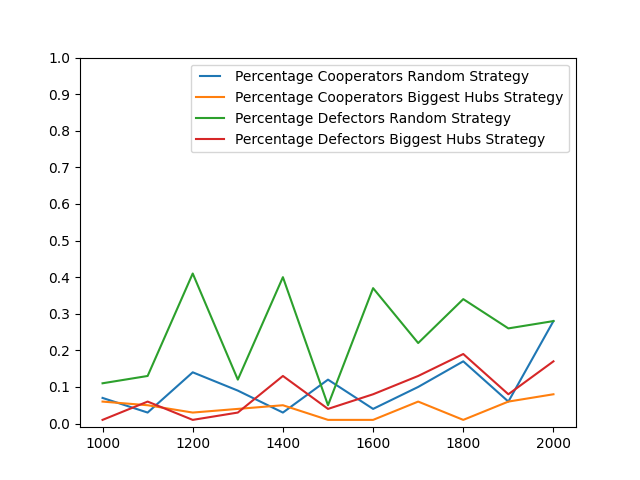 1.0
0.9
0.8
0.7
0.6
0.5
0.4
0.3
0.2
0.1
0.0
Percentage Cooperators Random Strategy
Percentage Cooperators Biggest Hubs Strategy
Percentage Defectors Random Strategy
Percentage Defectors Biggest Hubs Strategy
1000 1200 1400 1600 1800 2000